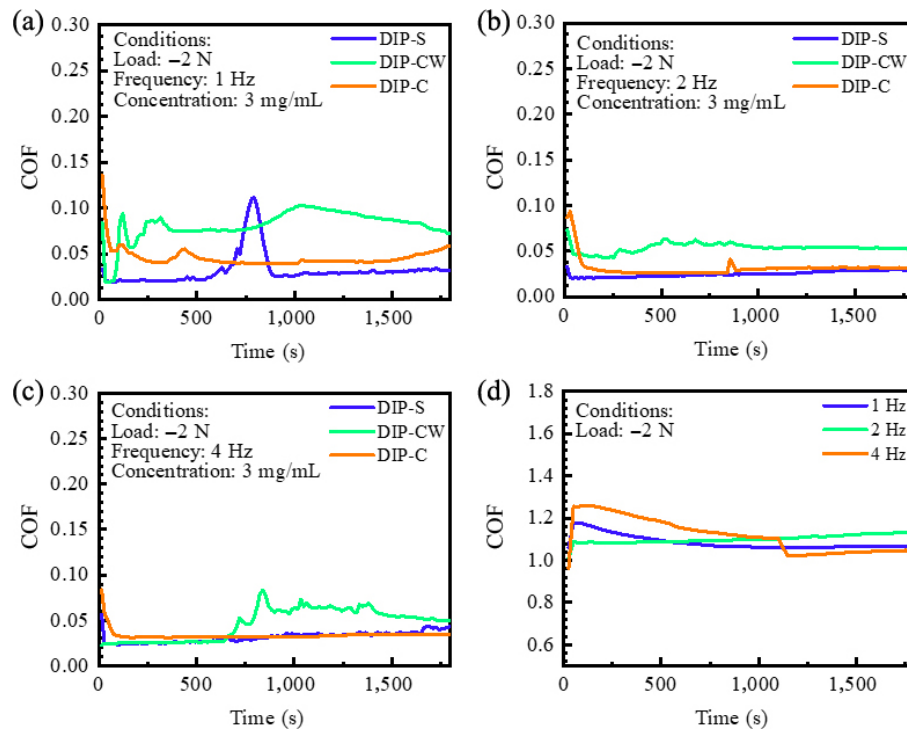 (a)
0.30
0.25
0.20
0.15
0.10
0.05
0.00
COF
Conditions:
Load: −2 N
Frequency: 1 Hz
Concentration: 3 mg/mL
DIP-S
DIP-CW
DIP-C
0
500
1,000
1,500
Time (s)
(b)
0.30
0.25
0.20
0.15
0.10
0.05
0.00
COF
Conditions:
Load: −2 N
Frequency: 2 Hz
Concentration: 3 mg/mL
DIP-S
DIP-CW
DIP-C
0
500
1,000
1,500
Time (s)
(c)
0.30
0.25
0.20
0.15
0.10
0.05
0.00
COF
Conditions:
Load: −2 N
Frequency: 4 Hz
Concentration: 3 mg/mL
DIP-S
DIP-CW
DIP-C
0
500
1,000
1,500
Time (s)
(d)
1.8
1.6
1.4
1.2
1.0
0.8
0.6
COF
Conditions:
Load: −2 N
1 Hz
2 Hz
4 Hz
0
500
1,000
1,500
Time (s)